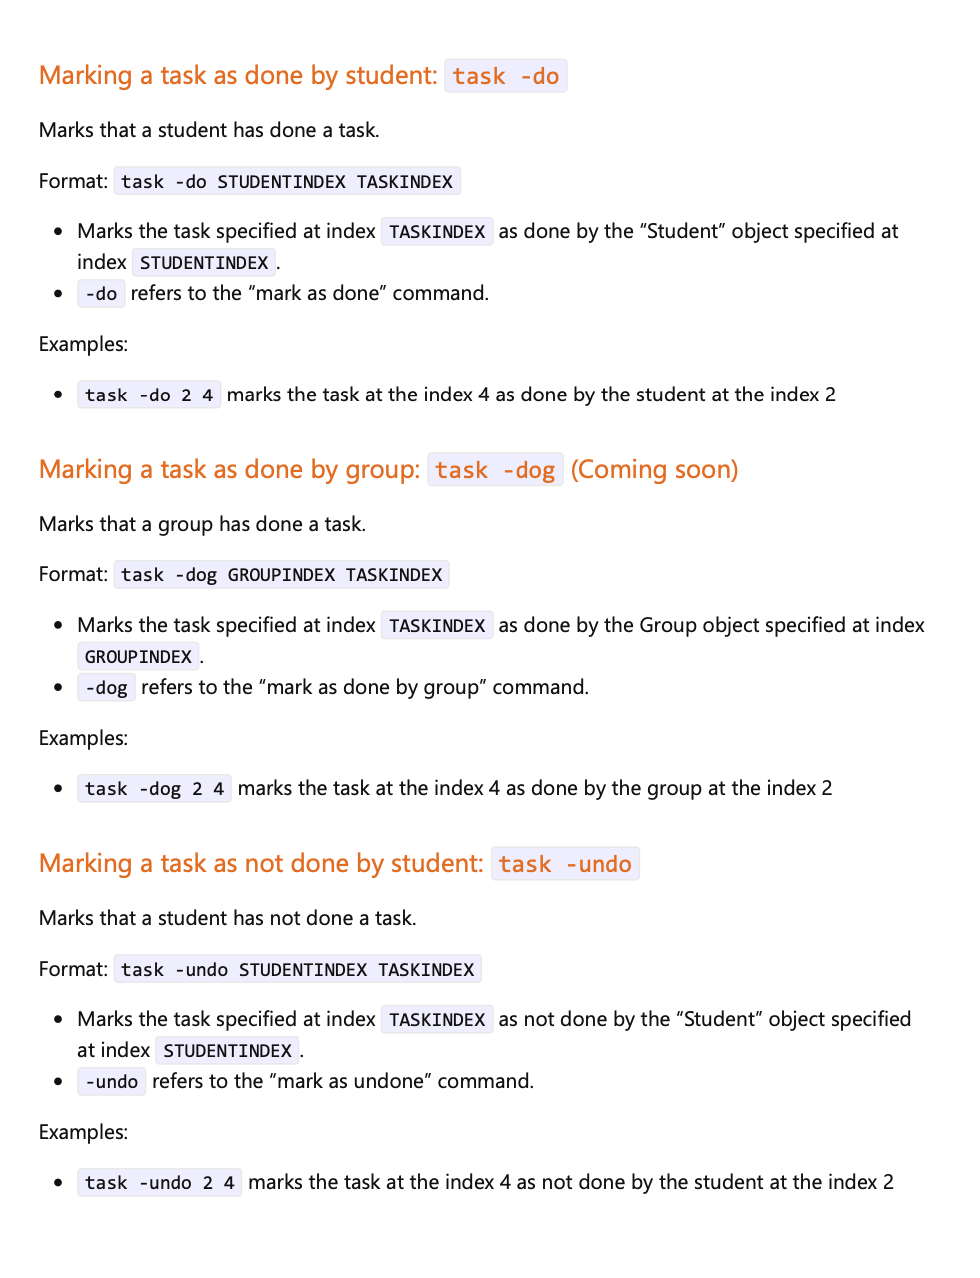 Marking a task as done by student: task -do
Marks that a student has done a task.
Format: task -do STUDENTINDEX TASKINDEX
• Marks the task specified at index TASKINDEX as done by the “Student” object specified at
index STUDENTINDEX.
• -do refers to the “mark as done” command.
Examples:
• task -do 2 4 marks the task at the index 4 as done by the student at the index 2
Marking a task as done by group: task -dog (Coming soon)
Marks that a group has done a task.
Format: task -dog GROUPINDEX TASKINDEX
• Marks the task specified at index TASKINDEX as done by the Group object specified at index
GROUPINDEX.
• -dog refers to the “mark as done by group” command.
Examples:
• task -dog 2 4 marks the task at the index 4 as done by the group at the index 2
Marking a task as not done by student: task -undo
Marks that a student has not done a task.
Format: task -undo STUDENTINDEX TASKINDEX
• Marks the task specified at index TASKINDEX as not done by the “Student” object specified
at index STUDENTINDEX.
• -undo refers to the “mark as undone” command.
Examples:
• task -undo 2 4 marks the task at the index 4 as not done by the student at the index 2